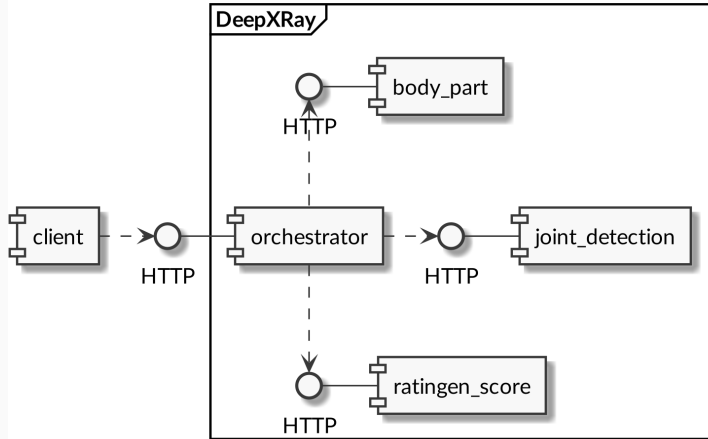 DeepXRay
body_part
HTTP
client
orchestrator
joint_detection
HTTP
HTTP
ratingen_score
HTTP